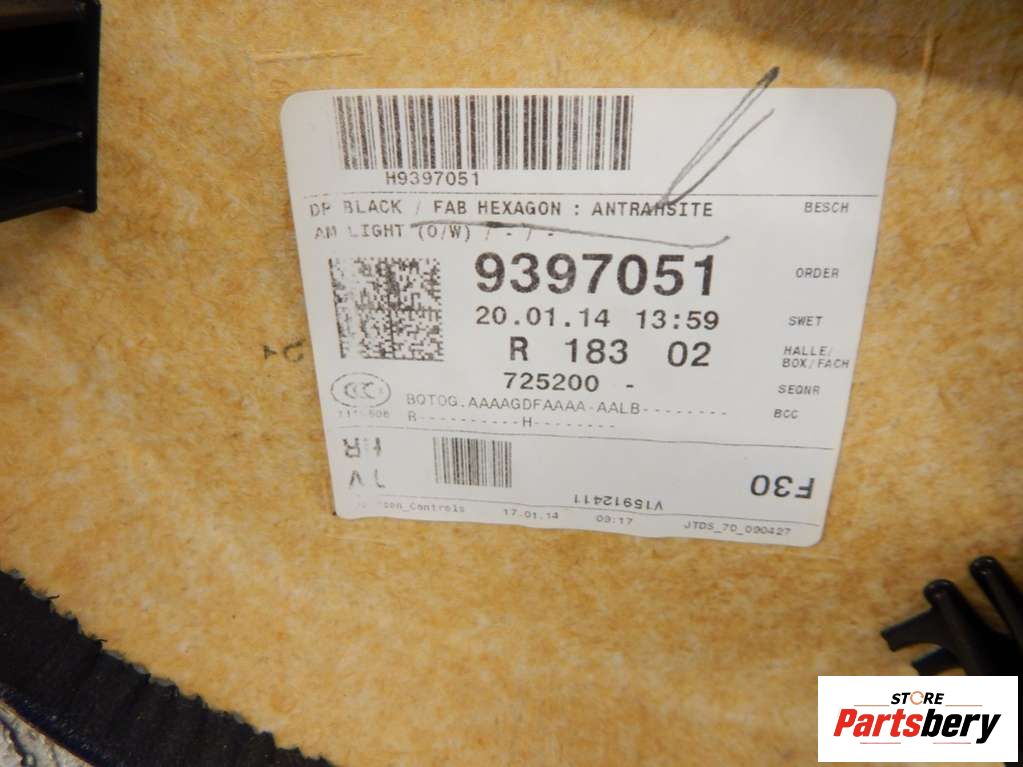 H9397051
DP BLACK / FAB HEXAGON : ANTRAHSITE BESCH
AM LIGHT (O/W) / - / -
9397051 ORDER
20.01.14 13:59 SWET
R 183 02 HALLE/
BOX/FACH
725200 - SEQNR
BQTOG.AAAAGDFAAAA-AALB-------- BCC
R----------H--------
HR
V
F30
V15912411
Controls 17.01.14 09:17 JTDS_7D_090427
STORE
Partsbery